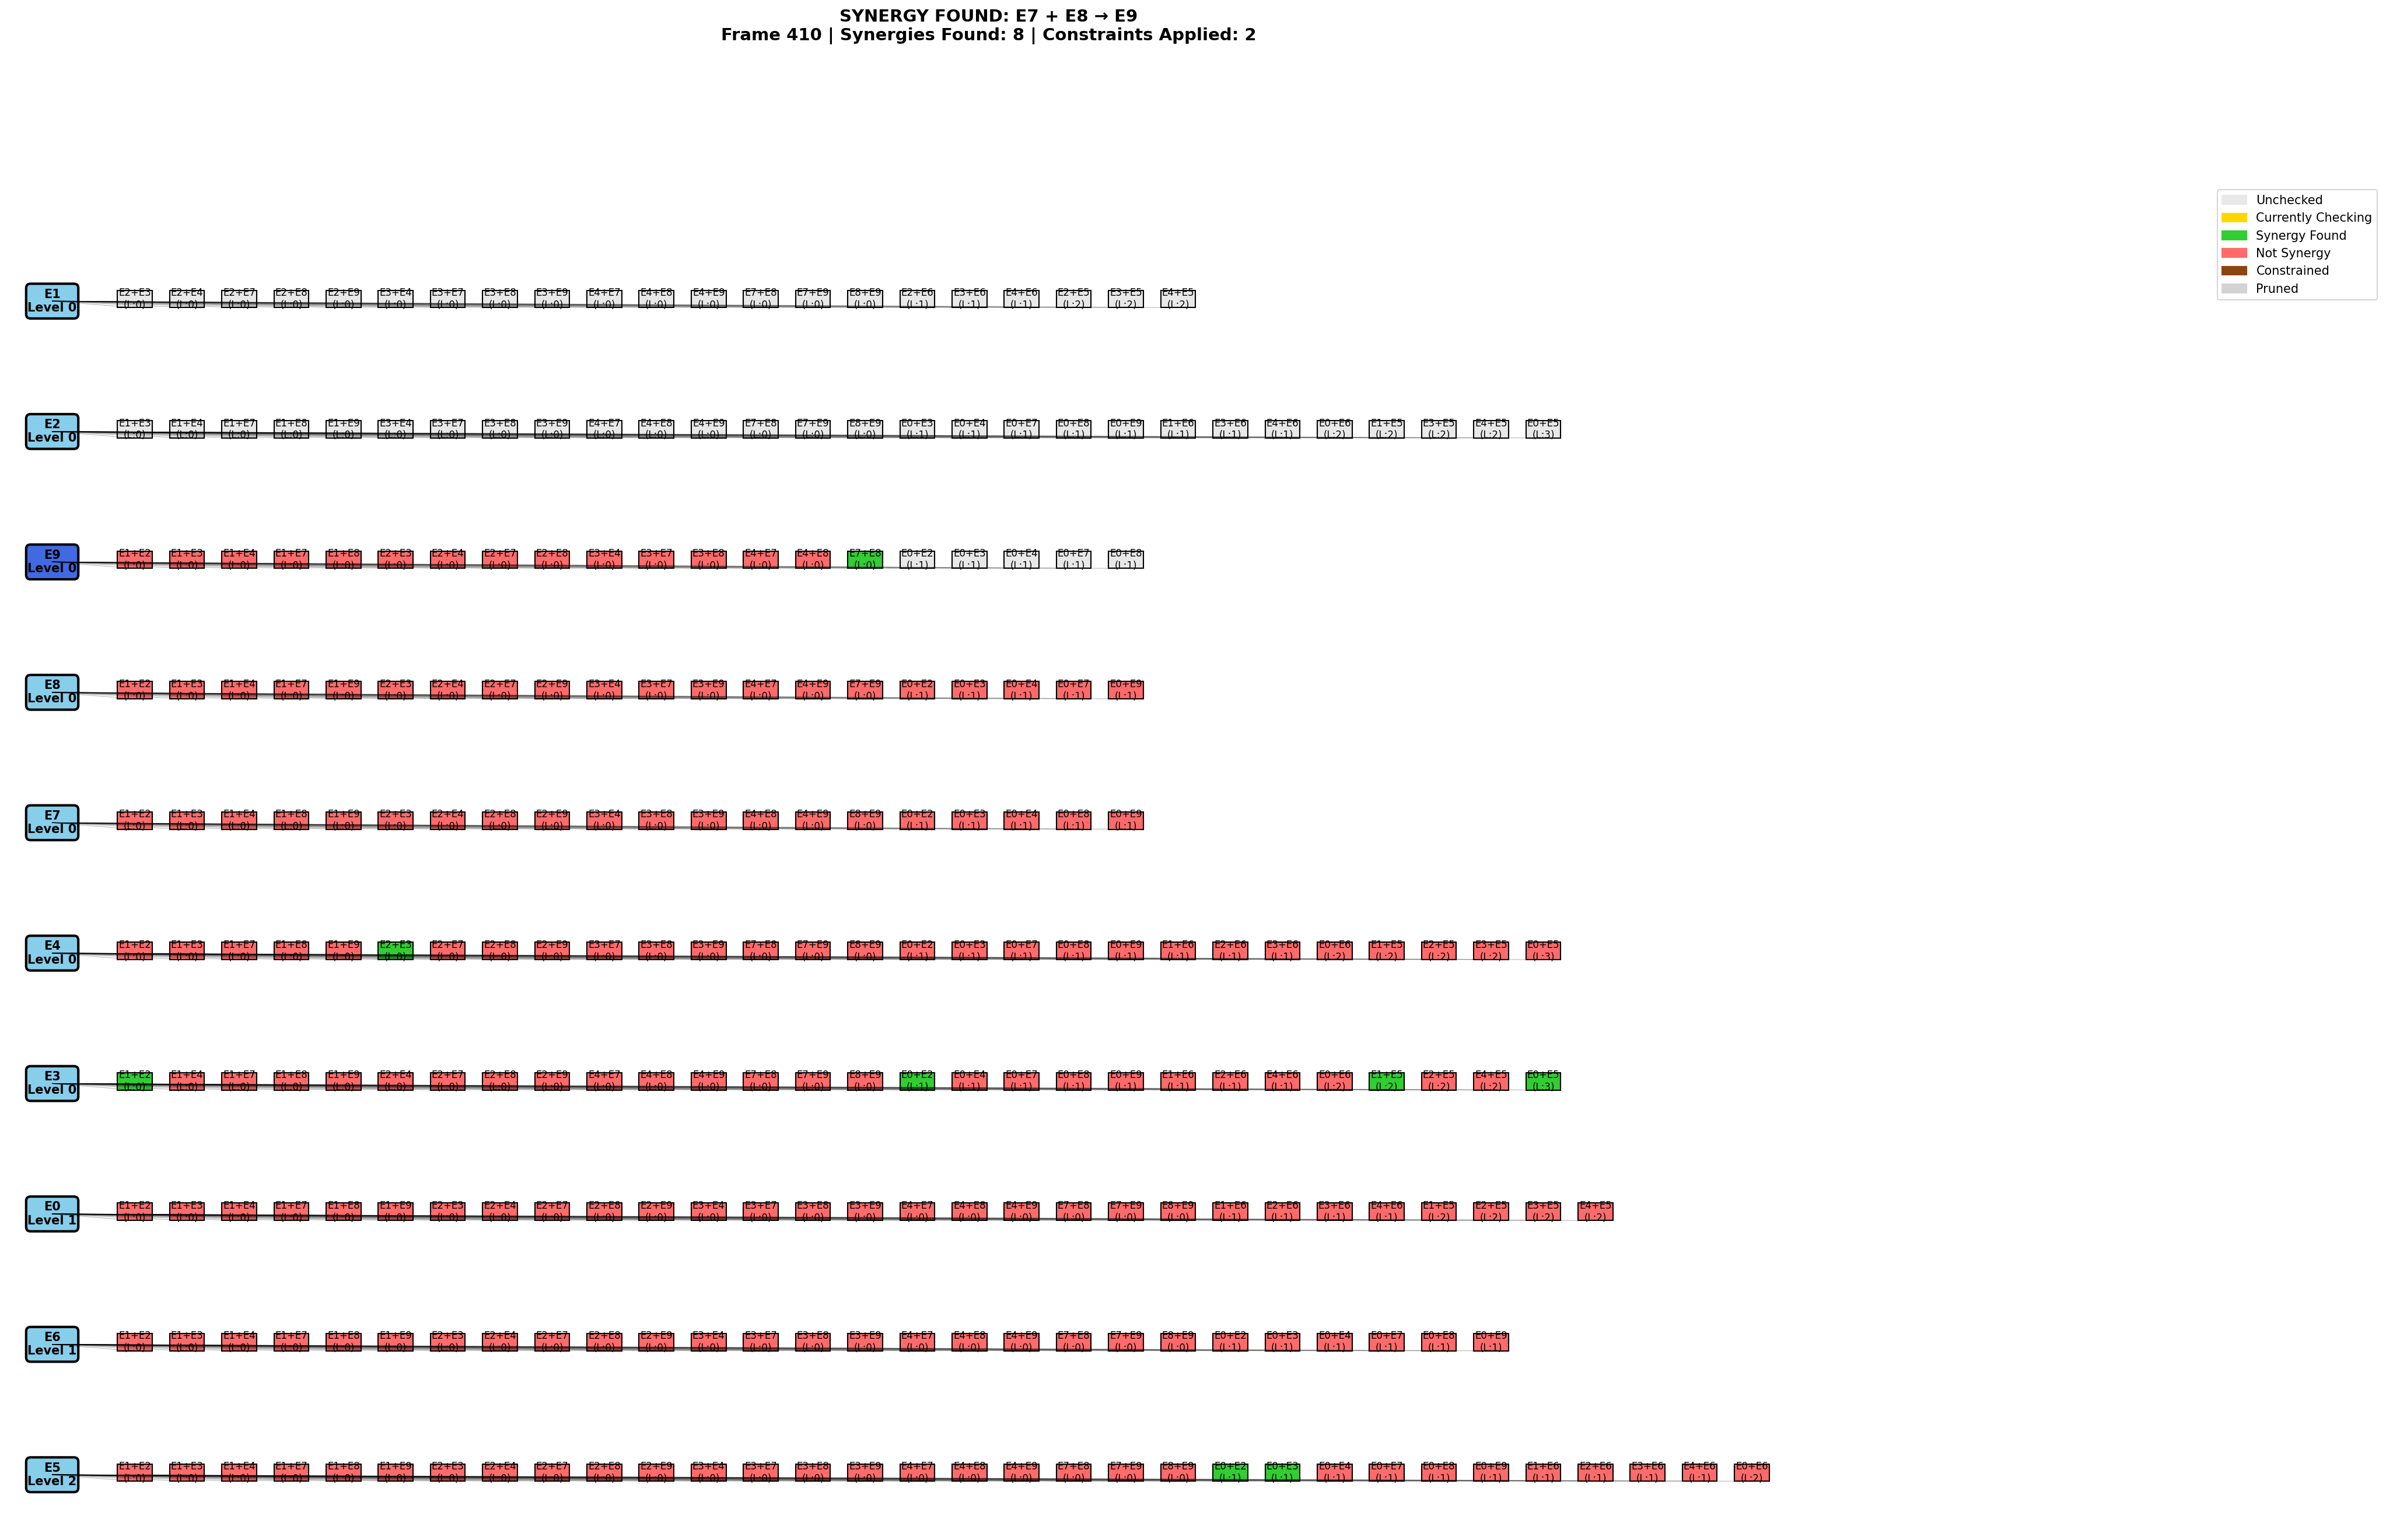 SYNERGY FOUND: E7 + E8 → E9
Frame 410 | Synergies Found: 8 | Constraints Applied: 2
Unchecked
Currently Checking
Synergy Found
Not Synergy
Constrained
Pruned
E1 E2+E3 E2+E4 E2+E7 E2+E8 E2+E9 E3+E4 E3+E7 E3+E8 E3+E9 E4+E7 E4+E8 E4+E9 E7+E8 E7+E9 E8+E9 E2+E6 E3+E6 E4+E6 E2+E5 E3+E5 E4+E5
Level 0 (L:0) (L:0) (L:0) (L:0) (L:0) (L:0) (L:0) (L:0) (L:0) (L:0) (L:0) (L:0) (L:0) (L:0) (L:0) (L:1) (L:1) (L:1) (L:2) (L:2) (L:2)
E2 E1+E3 E1+E4 E1+E7 E1+E8 E1+E9 E3+E4 E3+E7 E3+E8 E3+E9 E4+E7 E4+E8 E4+E9 E7+E8 E7+E9 E8+E9 E0+E3 E0+E4 E0+E7 E0+E8 E0+E9 E1+E6 E3+E6 E4+E6 E0+E6 E1+E5 E3+E5 E4+E5 E0+E5
Level 0 (L:0) (L:0) (L:0) (L:0) (L:0) (L:0) (L:0) (L:0) (L:0) (L:0) (L:0) (L:0) (L:0) (L:0) (L:0) (L:1) (L:1) (L:1) (L:1) (L:1) (L:1) (L:1) (L:1) (L:2) (L:2) (L:2) (L:2) (L:3)
E9 E1+E2 E1+E3 E1+E4 E1+E7 E1+E8 E2+E3 E2+E4 E2+E7 E2+E8 E3+E4 E3+E7 E3+E8 E4+E7 E4+E8 E7+E8 E0+E2 E0+E3 E0+E4 E0+E7 E0+E8
Level 0 (L:0) (L:0) (L:0) (L:0) (L:0) (L:0) (L:0) (L:0) (L:0) (L:0) (L:0) (L:0) (L:0) (L:0) (L:0) (L:1) (L:1) (L:1) (L:1) (L:1)
E8 E1+E2 E1+E3 E1+E4 E1+E7 E1+E9 E2+E3 E2+E4 E2+E7 E2+E9 E3+E4 E3+E7 E3+E9 E4+E7 E4+E9 E7+E9 E0+E2 E0+E3 E0+E4 E0+E7 E0+E9
Level 0 (L:0) (L:0) (L:0) (L:0) (L:0) (L:0) (L:0) (L:0) (L:0) (L:0) (L:0) (L:0) (L:0) (L:0) (L:0) (L:1) (L:1) (L:1) (L:1) (L:1)
E7 E1+E2 E1+E3 E1+E4 E1+E8 E1+E9 E2+E3 E2+E4 E2+E8 E2+E9 E3+E4 E3+E8 E3+E9 E4+E8 E4+E9 E8+E9 E0+E2 E0+E3 E0+E4 E0+E8 E0+E9
Level 0 (L:0) (L:0) (L:0) (L:0) (L:0) (L:0) (L:0) (L:0) (L:0) (L:0) (L:0) (L:0) (L:0) (L:0) (L:0) (L:1) (L:1) (L:1) (L:1) (L:1)
E4 E1+E2 E1+E3 E1+E7 E1+E8 E1+E9 E2+E3 E2+E7 E2+E8 E2+E9 E3+E7 E3+E8 E3+E9 E7+E8 E7+E9 E8+E9 E0+E2 E0+E3 E0+E7 E0+E8 E0+E9 E1+E6 E2+E6 E3+E6 E0+E6 E1+E5 E2+E5 E3+E5 E0+E5
Level 0 (L:0) (L:0) (L:0) (L:0) (L:0) (L:0) (L:0) (L:0) (L:0) (L:0) (L:0) (L:0) (L:0) (L:0) (L:0) (L:1) (L:1) (L:1) (L:1) (L:1) (L:1) (L:1) (L:1) (L:2) (L:2) (L:2) (L:2) (L:3)
E3 E1+E2 E1+E4 E1+E7 E1+E8 E1+E9 E2+E4 E2+E7 E2+E8 E2+E9 E4+E7 E4+E8 E4+E9 E7+E8 E7+E9 E8+E9 E0+E2 E0+E4 E0+E7 E0+E8 E0+E9 E1+E6 E2+E6 E4+E6 E0+E6 E1+E5 E2+E5 E4+E5 E0+E5
Level 0 (L:0) (L:0) (L:0) (L:0) (L:0) (L:0) (L:0) (L:0) (L:0) (L:0) (L:0) (L:0) (L:0) (L:0) (L:0) (L:1) (L:1) (L:1) (L:1) (L:1) (L:1) (L:1) (L:1) (L:2) (L:2) (L:2) (L:2) (L:3)
E0 E1+E2 E1+E3 E1+E4 E1+E7 E1+E8 E1+E9 E2+E3 E2+E4 E2+E7 E2+E8 E2+E9 E3+E4 E3+E7 E3+E8 E3+E9 E4+E7 E4+E8 E4+E9 E7+E8 E7+E9 E8+E9 E1+E6 E2+E6 E3+E6 E4+E6 E1+E5 E2+E5 E3+E5 E4+E5
Level 1 (L:0) (L:0) (L:0) (L:0) (L:0) (L:0) (L:0) (L:0) (L:0) (L:0) (L:0) (L:0) (L:0) (L:0) (L:0) (L:0) (L:0) (L:0) (L:0) (L:0) (L:0) (L:1) (L:1) (L:1) (L:1) (L:2) (L:2) (L:2) (L:2)
E6 E1+E2 E1+E3 E1+E4 E1+E7 E1+E8 E1+E9 E2+E3 E2+E4 E2+E7 E2+E8 E2+E9 E3+E4 E3+E7 E3+E8 E3+E9 E4+E7 E4+E8 E4+E9 E7+E8 E7+E9 E8+E9 E0+E2 E0+E3 E0+E4 E0+E7 E0+E8 E0+E9
Level 1 (L:0) (L:0) (L:0) (L:0) (L:0) (L:0) (L:0) (L:0) (L:0) (L:0) (L:0) (L:0) (L:0) (L:0) (L:0) (L:0) (L:0) (L:0) (L:0) (L:0) (L:0) (L:1) (L:1) (L:1) (L:1) (L:1) (L:1)
E5 E1+E2 E1+E3 E1+E4 E1+E7 E1+E8 E1+E9 E2+E3 E2+E4 E2+E7 E2+E8 E2+E9 E3+E4 E3+E7 E3+E8 E3+E9 E4+E7 E4+E8 E4+E9 E7+E8 E7+E9 E8+E9 E0+E2 E0+E3 E0+E4 E0+E7 E0+E8 E0+E9 E1+E6 E2+E6 E3+E6 E4+E6 E0+E6
Level 2 (L:0) (L:0) (L:0) (L:0) (L:0) (L:0) (L:0) (L:0) (L:0) (L:0) (L:0) (L:0) (L:0) (L:0) (L:0) (L:0) (L:0) (L:0) (L:0) (L:0) (L:0) (L:1) (L:1) (L:1) (L:1) (L:1) (L:1) (L:1) (L:1) (L:1) (L:1) (L:2)